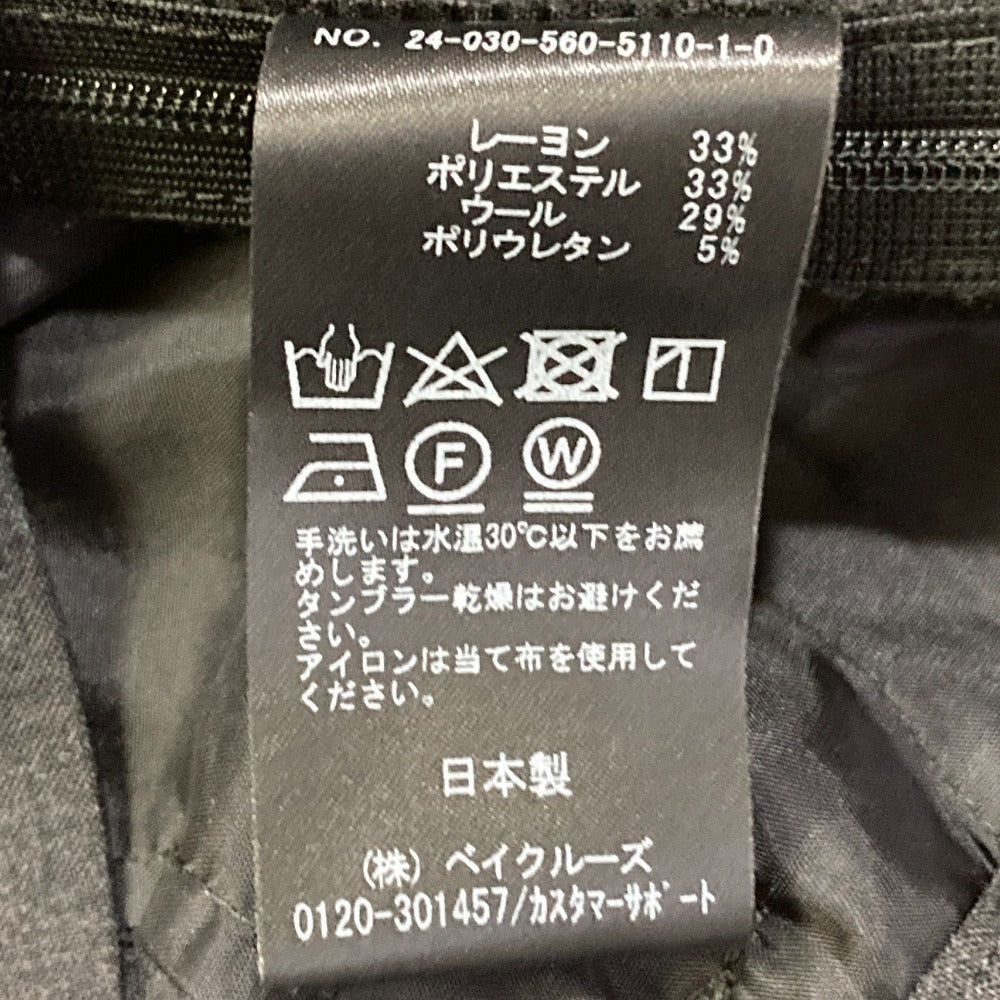 NO. 24-030-560-5110-1-0
レーヨン 33%
ポリエステル 33%
ウール 29%
ポリウレタン 5%
F W
手洗いは水温30℃以下をお薦
めします。
タンブラー乾燥はお避けくだ
さい。
アイロンは当て布を使用して
ください。
日本製
(株) ベイクルーズ
0120-301457/カスタマーサポート